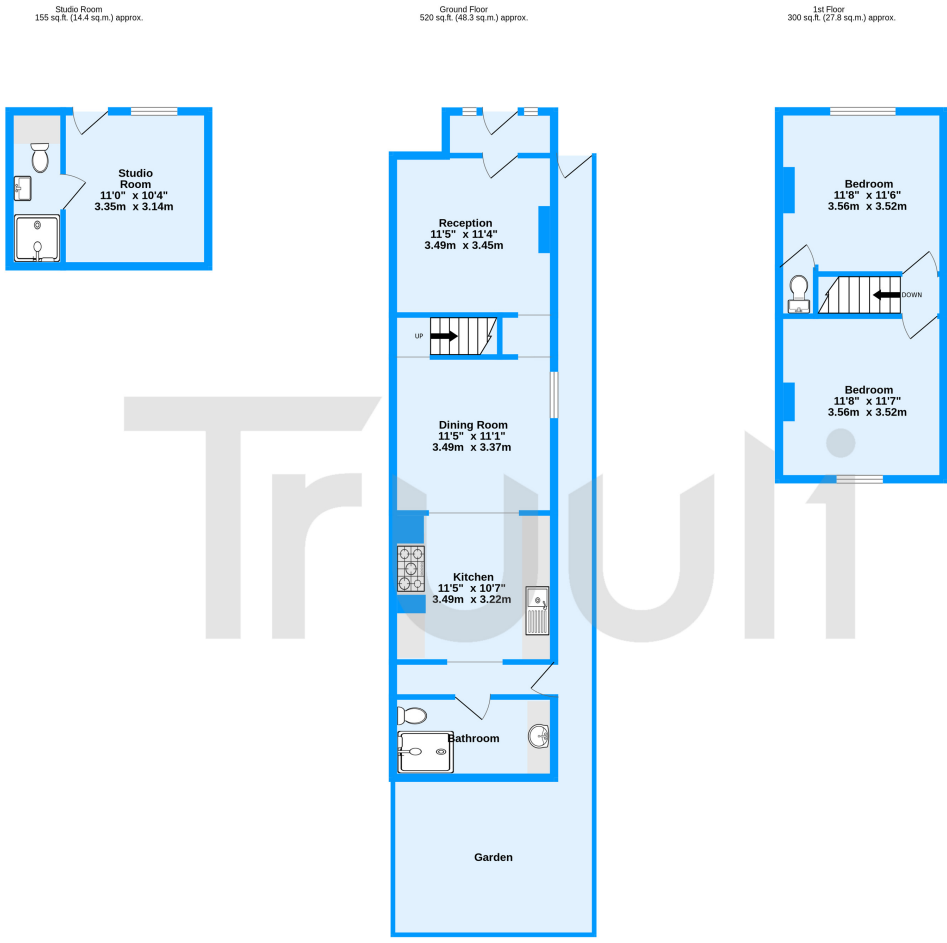 Studio Room
155 sq.ft. (14.4 sq.m.) approx.
Ground Floor
520 sq.ft. (48.3 sq.m.) approx.
1st Floor
300 sq.ft. (27.8 sq.m.) approx.
Studio
Room
11'0" x 10'4"
3.35m x 3.14m
Reception
11'5" x 11'4"
3.49m x 3.45m
UP
Dining Room
11'5" x 11'1"
3.49m x 3.37m
Kitchen
11'5" x 10'7"
3.49m x 3.22m
Bathroom
Garden
Bedroom
11'8" x 11'6"
3.56m x 3.52m
DOWN
Bedroom
11'8" x 11'7"
3.56m x 3.52m
Truuli